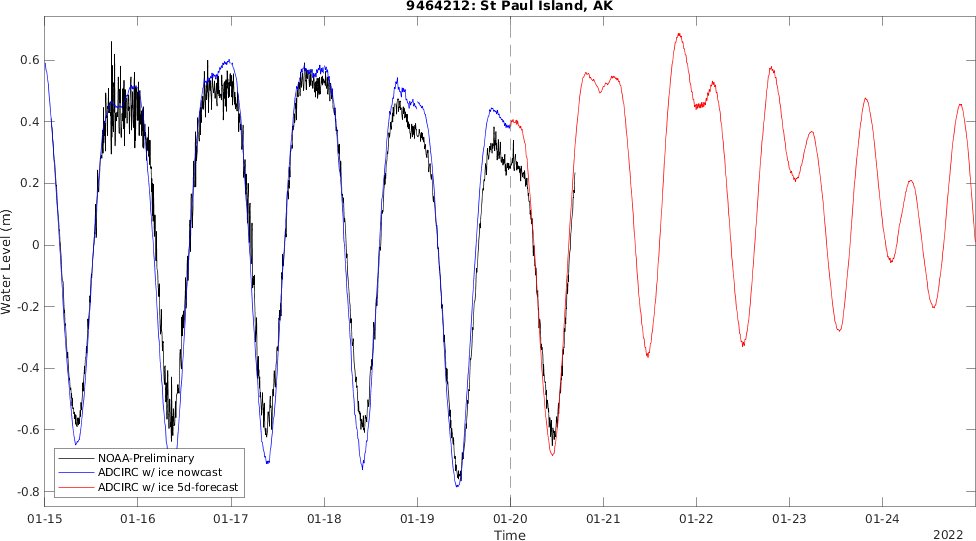 9464212: St Paul Island, AK
Water Level (m)
0.6
0.4
0.2
0
-0.2
-0.4
-0.6
-0.8
NOAA-Preliminary
ADCIRC w/ ice nowcast
ADCIRC w/ ice 5d-forecast
01-15 01-16 01-17 01-18 01-19 01-20 01-21 01-22 01-23 01-24
Time
2022